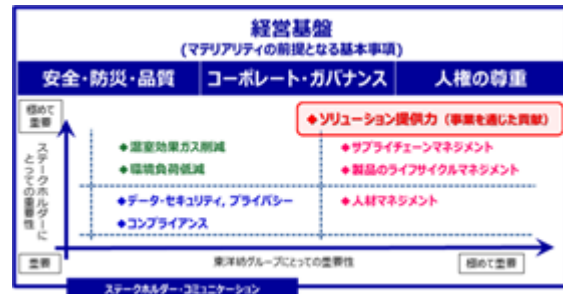 経営基盤
(マテリアリティの前提となる基本事項)
安全・防災・品質 コーポレート・ガバナンス 人権の尊重
極めて
重要
◆ソリューション提供力 (事業を通じた貢献)
◆温室効果ガス削減
◆サプライチェーンマネジメント
◆環境負荷低減
◆製品のライフサイクルマネジメント
ステークホルダーに
とっての重要性
◆データ・セキュリティ, プライバシー
◆人材マネジメント
◆コンプライアンス
重要
東洋紡グループにとっての重要性
極めて重要
ステークホルダー・コミュニケーション